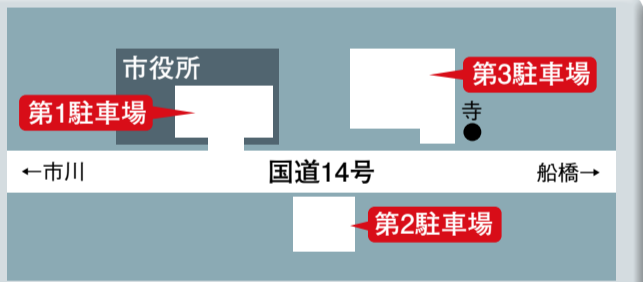 市役所
第3駐車場
第1駐車場
寺
←市川
国道14号
船橋→
第2駐車場